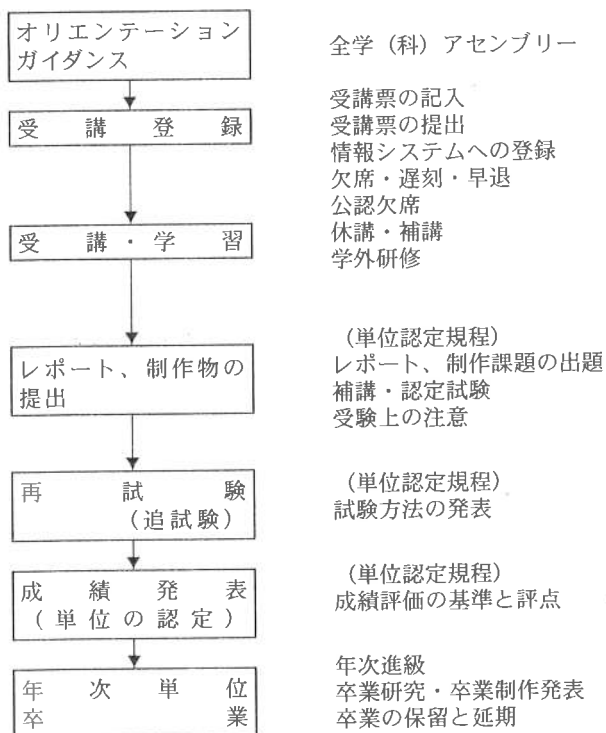 オリエンテーション
ガイダンス
全学（科）アセンブリー
受講登録
受講票の記入
受講票の提出
情報システムへの登録
欠席・遅刻・早退
公認欠席
休講・補講
学外研修
受講・学習
（単位認定規程）
レポート、制作課題の出題
補講・認定試験
受験上の注意
レポート、制作物の
提出
再試験
（追試験）
（単位認定規程）
試験方法の発表
成績発表
（単位の認定）
（単位認定規程）
成績評価の基準と評点
年次単位
卒業
年次進級
卒業研究・卒業制作発表
卒業の保留と延期